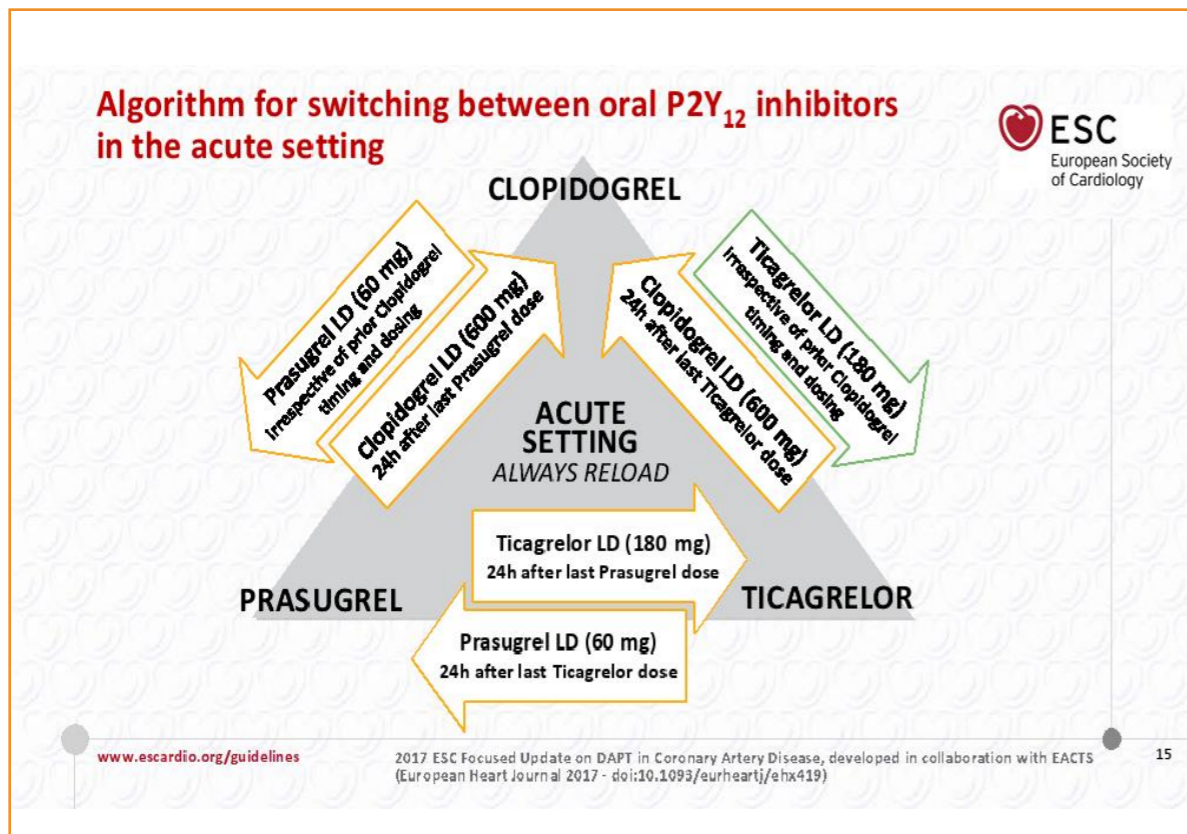 Algorithm for switching between oral P2Y12 inhibitors
in the acute setting
ESC
European Society
of Cardiology
CLOPIDOGREL
Prasugrel LD (60 mg)
irrespective of prior Clopidogrel
timing and dosing
Clopidogrel LD (600 mg)
24h after last Prasugrel dose
Clopidogrel LD (600 mg)
24h after last Ticagrelor dose
Ticagrelor LD (180 mg)
irrespective of prior Clopidogrel
timing and dosing
ACUTE
SETTING
ALWAYS RELOAD
Ticagrelor LD (180 mg)
24h after last Prasugrel dose
PRASUGREL
TICAGRELOR
Prasugrel LD (60 mg)
24h after last Ticagrelor dose
www.escardio.org/guidelines
2017 ESC Focused Update on DAPT in Coronary Artery Disease, developed in collaboration with EACTS
(European Heart Journal 2017 - doi:10.1093/eurheartj/ehx419)
15